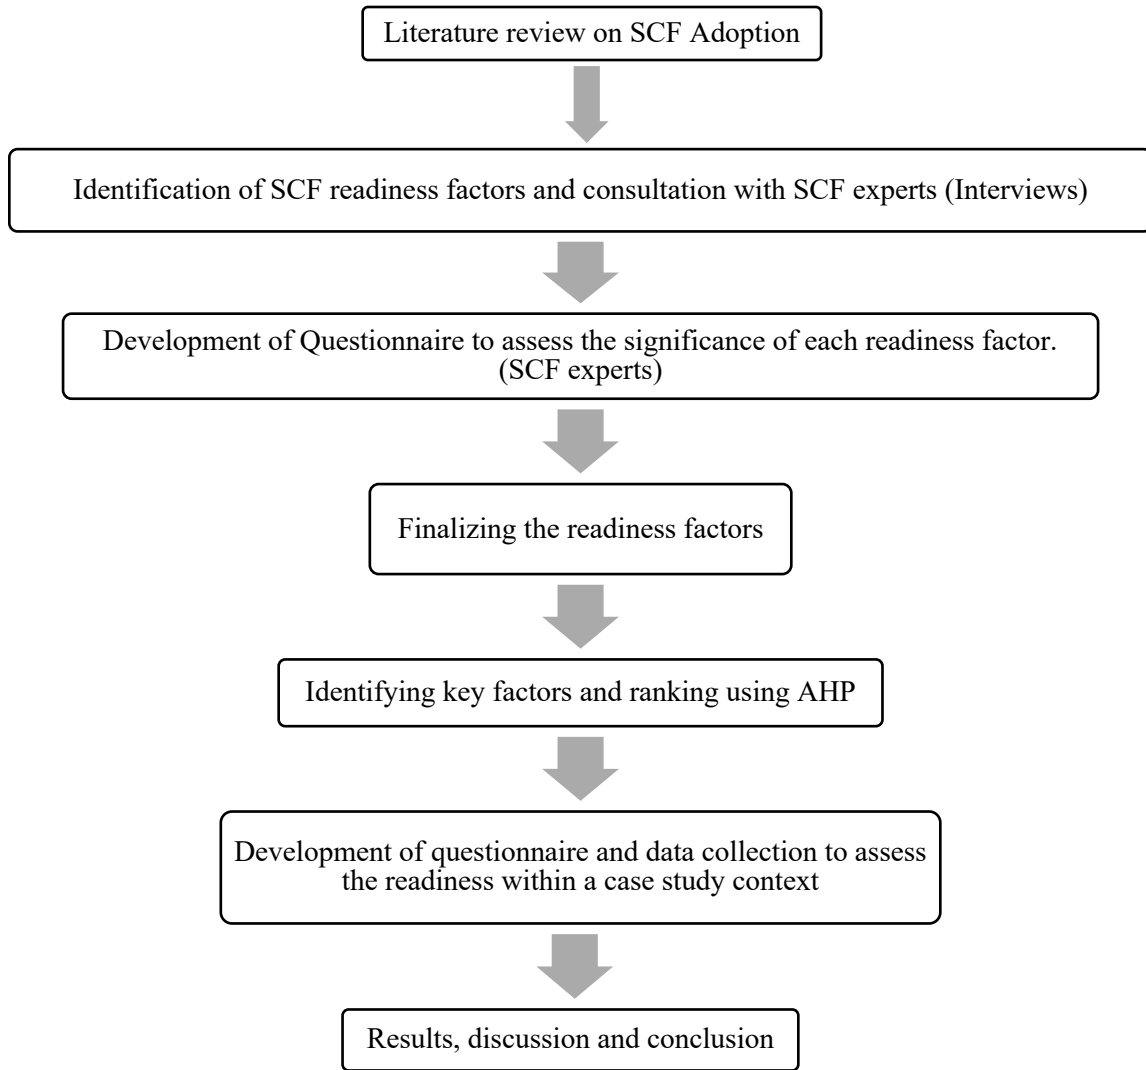 Literature review on SCF Adoption
Identification of SCF readiness factors and consultation with SCF experts (Interviews)
Development of Questionnaire to assess the significance of each readiness factor.
(SCF experts)
Finalizing the readiness factors
Identifying key factors and ranking using AHP
Development of questionnaire and data collection to assess
the readiness within a case study context
Results, discussion and conclusion